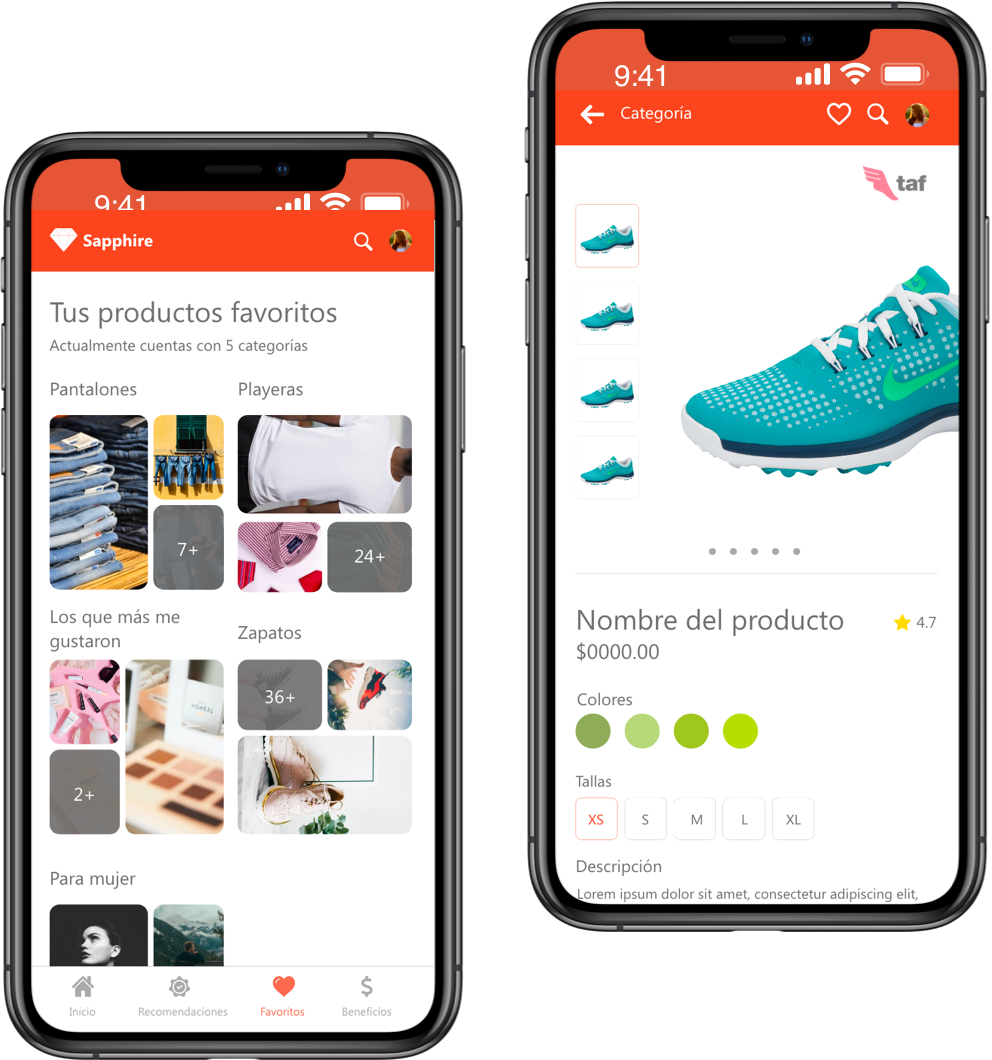 9:41
Sapphire
Tus productos favoritos
Actualmente cuentas con 5 categorías
Pantalones
Playeras
7+
24+
Los que más me
gustaron
Zapatos
36+
2+
Para mujer
Inicio
Recomendaciones
Favoritos
Beneficios
9:41
Categoría
taf
Nombre del producto
4.7
$0000.00
Colores
Tallas
XS
S
M
L
XL
Descripción
Lorem ipsum dolor sit amet, consectetur adipiscing elit,